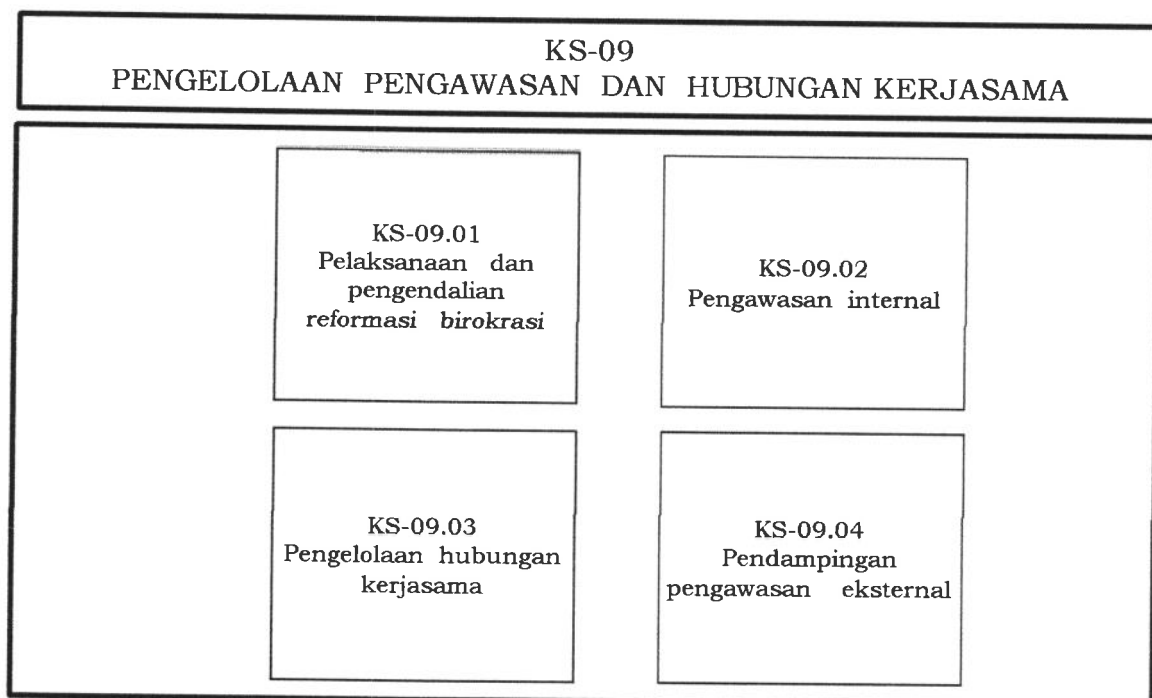 KS-09
PENGELOLAAN PENGAWASAN DAN HUBUNGAN KERJASAMA
KS-09.01
Pelaksanaan dan
pengendalian
reformasi birokrasi
KS-09.02
Pengawasan internal
KS-09.03
Pengelolaan hubungan
kerjasama
KS-09.04
Pendampingan
pengawasan eksternal